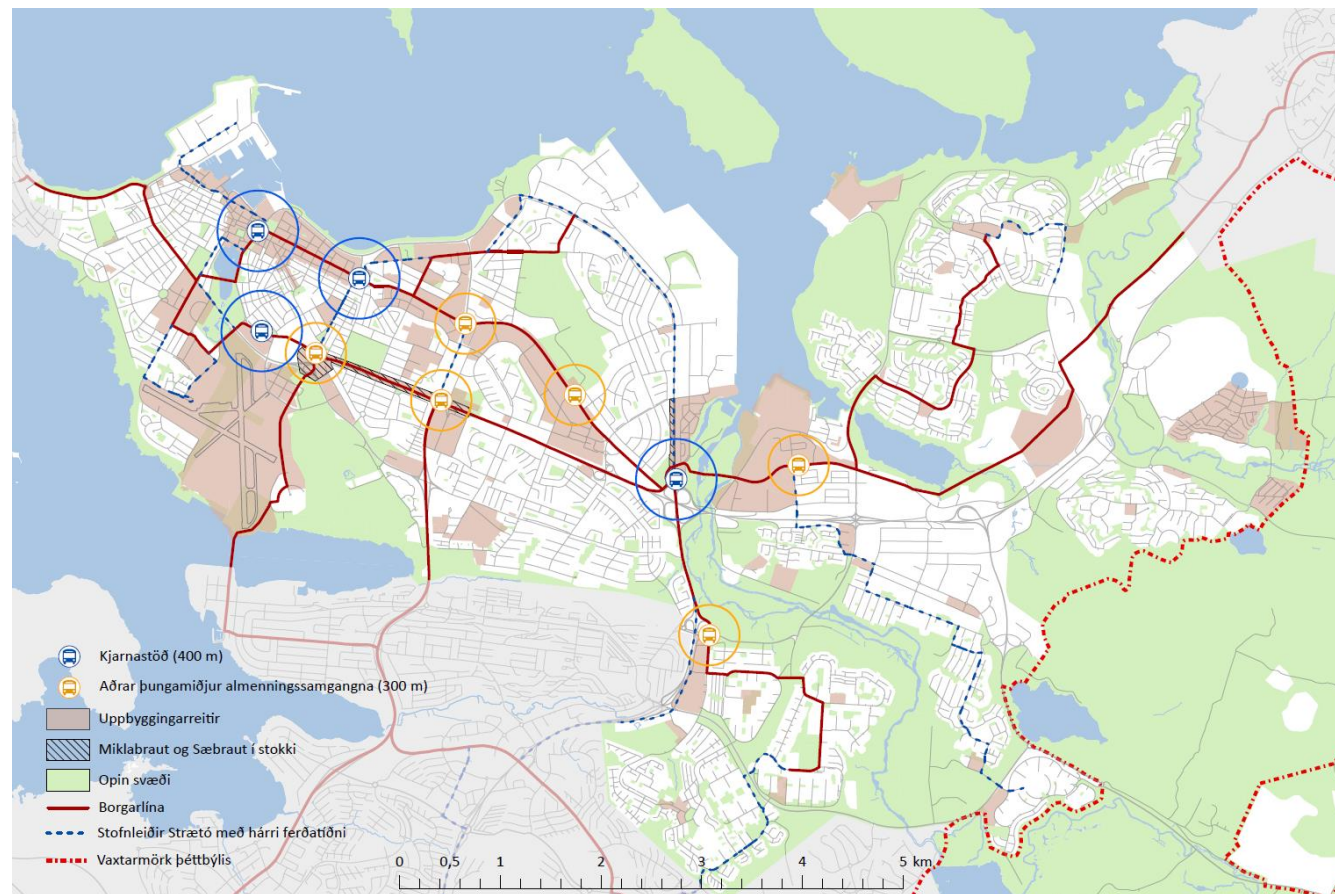 Kjarnastöð (400 m)
Aðrar þungamiðjur almenningssamgangna (300 m)
Uppbyggingarreitir
Miklabraut og Sæbraut í stokki
Opin svæði
Borgarlína
Stofnleiðir Strætó með hárri ferðatíðni
Vaxtarmörk þéttbýlis
0 0,5 1 2 3 4 5 km